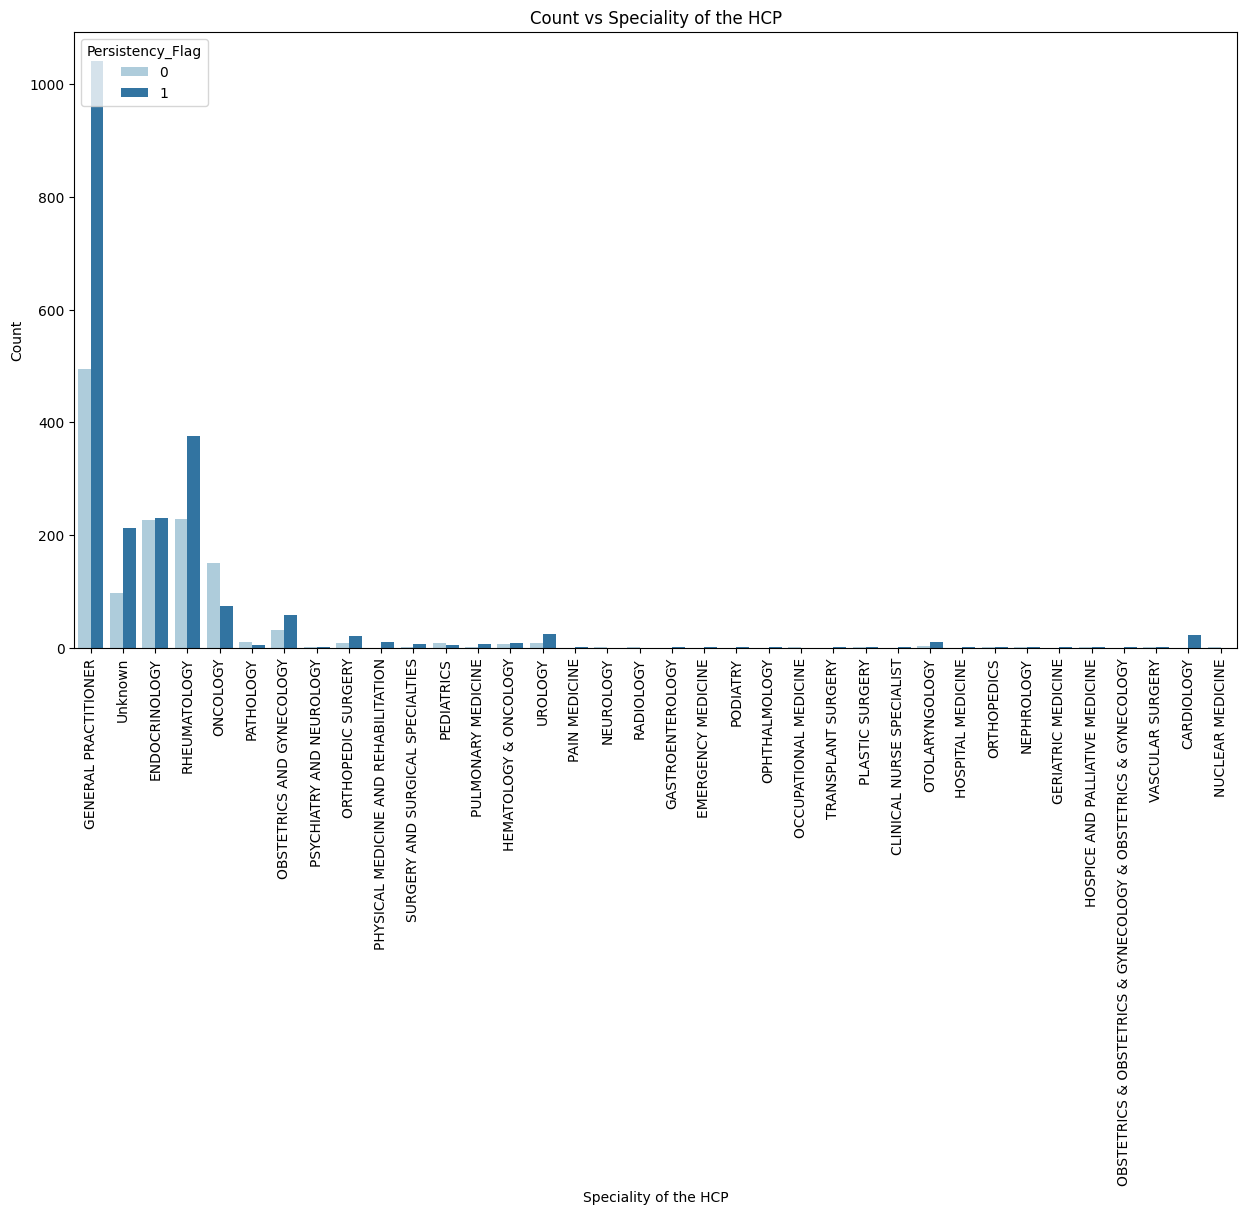 Count vs Speciality of the HCP
Persistency_Flag
0
1
Count
1000
800
600
400
200
0
GENERAL PRACTITIONER
Unknown
ENDOCRINOLOGY
RHEUMATOLOGY
ONCOLOGY
PATHOLOGY
OBSTETRICS AND GYNECOLOGY
PSYCHIATRY AND NEUROLOGY
ORTHOPEDIC SURGERY
PHYSICAL MEDICINE AND REHABILITATION
SURGERY AND SURGICAL SPECIALTIES
PEDIATRICS
PULMONARY MEDICINE
HEMATOLOGY & ONCOLOGY
UROLOGY
PAIN MEDICINE
NEUROLOGY
RADIOLOGY
GASTROENTEROLOGY
EMERGENCY MEDICINE
PODIATRY
OPHTHALMOLOGY
OCCUPATIONAL MEDICINE
TRANSPLANT SURGERY
PLASTIC SURGERY
CLINICAL NURSE SPECIALIST
OTOLARYNGOLOGY
HOSPITAL MEDICINE
ORTHOPEDICS
NEPHROLOGY
GERIATRIC MEDICINE
HOSPICE AND PALLIATIVE MEDICINE
OBSTETRICS & OBSTETRICS & GYNECOLOGY & OBSTETRICS & GYNECOLOGY
VASCULAR SURGERY
CARDIOLOGY
NUCLEAR MEDICINE
Speciality of the HCP